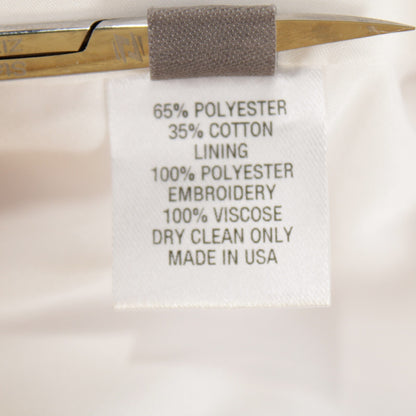 65% POLYESTER
35% COTTON
LINING
100% POLYESTER
EMBROIDERY
100% VISCOSE
DRY CLEAN ONLY
MADE IN USA